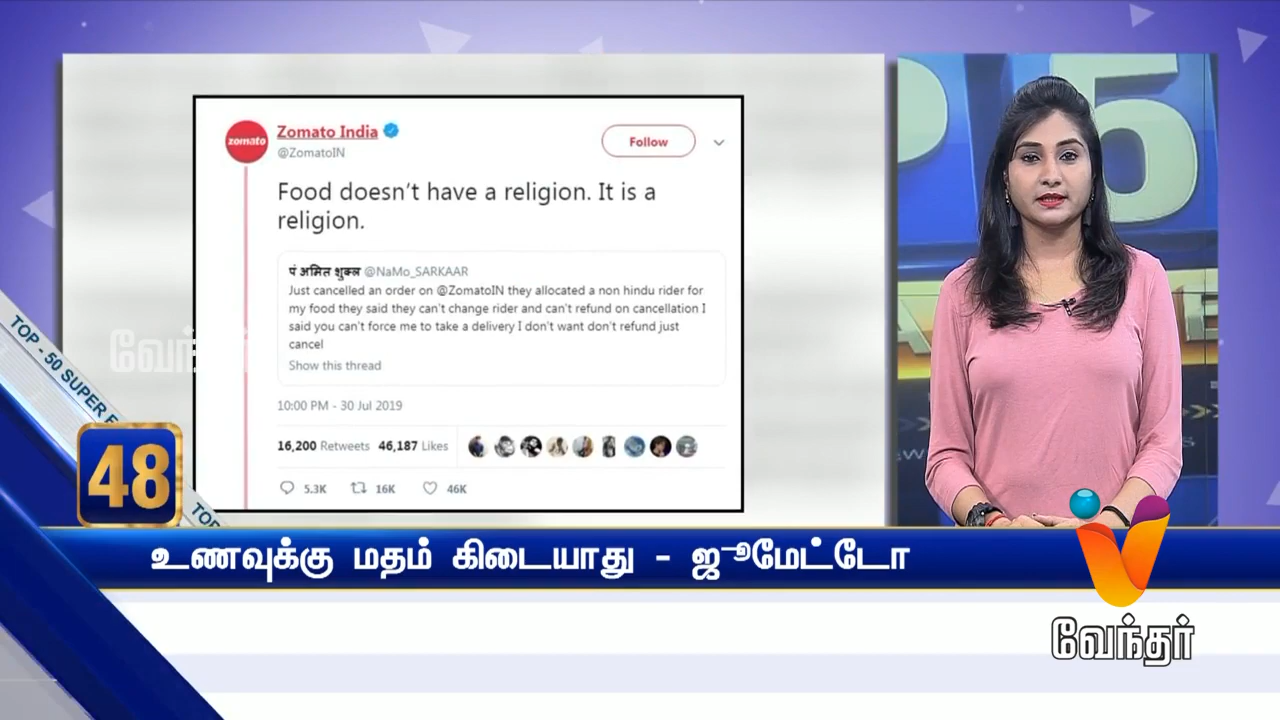 zomato
Zomato India
@ZomatoIN
Follow
Food doesn't have a religion. It is a
religion.
पं अमित शुक्ल @NaMo_SARKAAR
Just cancelled an order on @ZomatoIN they allocated a non hindu rider for
my food they said they can't change rider and can't refund on cancellation I
said you can't force me to take a delivery I don't want don't refund just
cancel
Show this thread
10:00 PM - 30 Jul 2019
16,200 Retweets 46,187 Likes
5.3K 16K 46K
வேந்தர்
TOP - 50 SUPER
48
உணவுக்கு மதம் கிடையாது - ஜுமேட்டோ
வேந்தர்